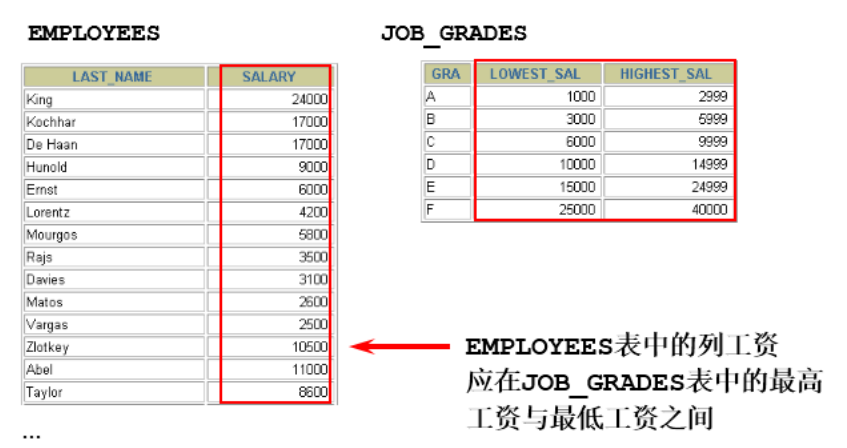 EMPLOYEES
LAST_NAME SALARY
King 24000
Kochhar 17000
De Haan 17000
Hunold 9000
Ernst 6000
Lorentz 4200
Mourgos 5800
Rajs 3500
Davies 3100
Matos 2600
Vargas 2500
Zlotkey 10500
Abel 11000
Taylor 8600
...
JOB_GRADES
GRA LOWEST_SAL HIGHEST_SAL
A 1000 2999
B 3000 5999
C 6000 9999
D 10000 14999
E 15000 24999
F 25000 40000
EMPLOYEES表中的列工资
应在JOB_GRADES表中的最高
工资与最低工资之间